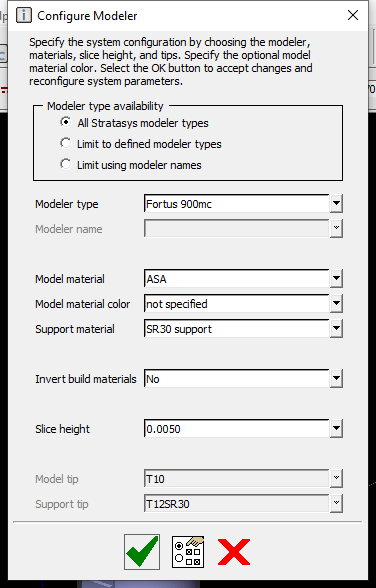 Configure Modeler
Specify the system configuration by choosing the modeler,
materials, slice height, and tips. Specify the optional model
material color. Select the OK button to accept changes and
reconfigure system parameters.
Modeler type availability
All Stratasys modeler types
Limit to defined modeler types
Limit using modeler names
Modeler type Fortus 900mc
Modeler name
Model material ASA
Model material color not specified
Support material SR30 support
Invert build materials No
Slice height 0.0050
Model tip T10
Support tip T12SR30